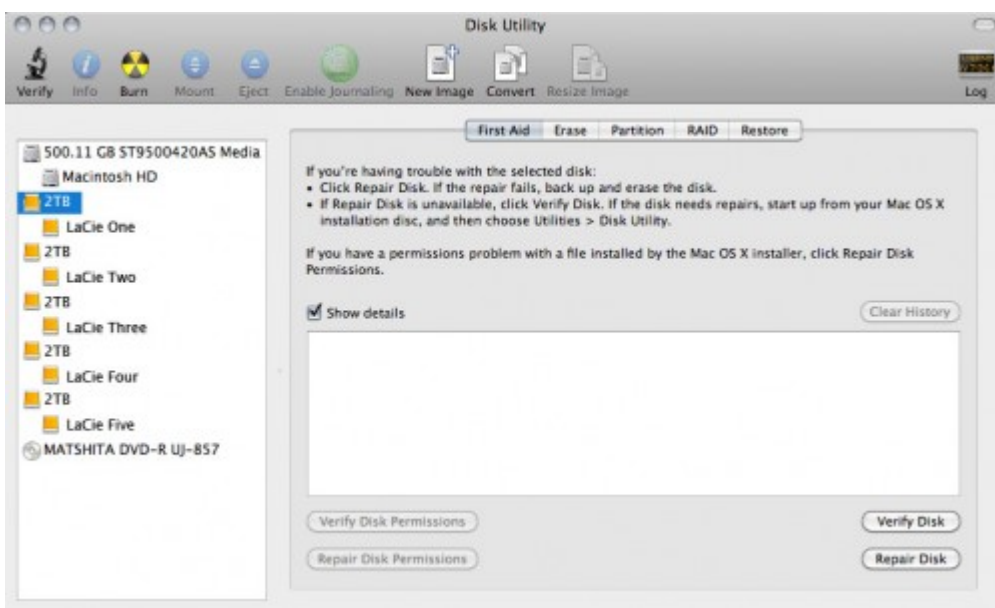 Disk Utility
Verify Info Burn Mount Eject Enable Journaling New Image Convert Resize Image Log
First Aid Erase Partition RAID Restore
500.11 GB ST9500420AS Media
Macintosh HD
2TB
LaCie One
2TB
LaCie Two
2TB
LaCie Three
2TB
LaCie Four
2TB
LaCie Five
MATSHITA DVD-R UJ-857
If you're having trouble with the selected disk:
• Click Repair Disk. If the repair fails, back up and erase the disk.
• If Repair Disk is unavailable, click Verify Disk. If the disk needs repairs, start up from your Mac OS X
installation disc, and then choose Utilities > Disk Utility.
If you have a permissions problem with a file installed by the Mac OS X installer, click Repair Disk
Permissions.
Show details
Clear History
Verify Disk Permissions
Verify Disk
Repair Disk Permissions
Repair Disk